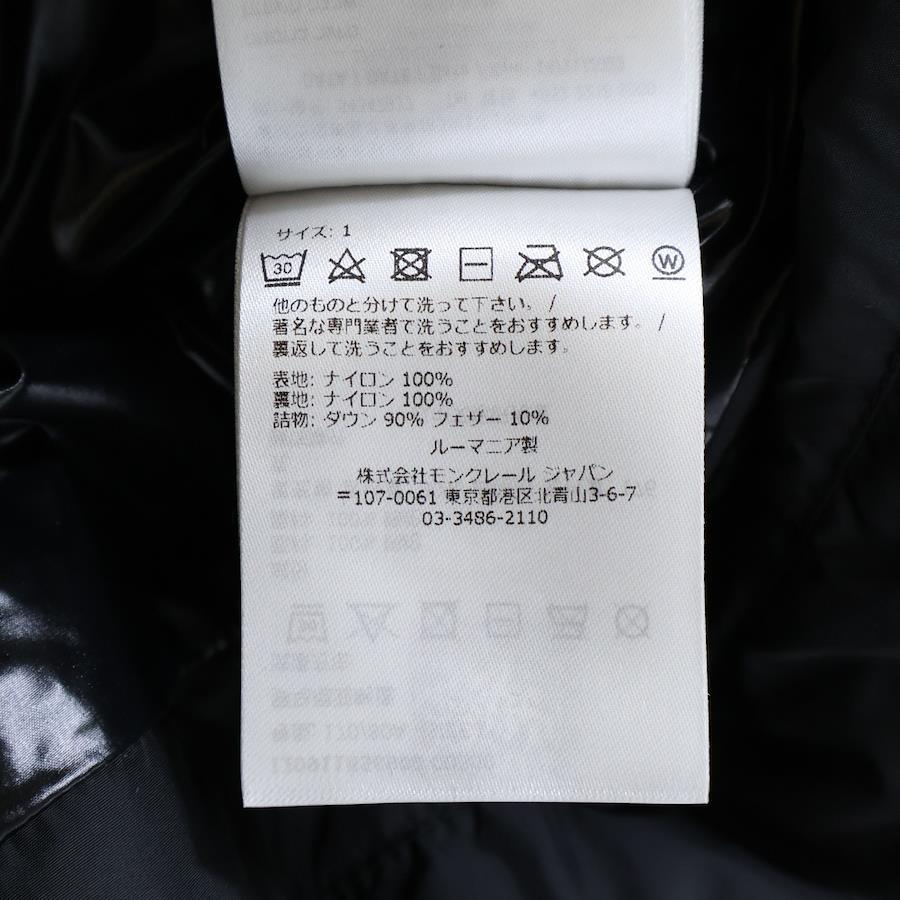 サイズ: 1
30
W
他のものと分けて洗って下さい。 /
著名な専門業者で洗うことをおすすめします。 /
裏返して洗うことをおすすめします。
表地: ナイロン 100%
裏地: ナイロン 100%
詰物: ダウン 90% フェザー 10%
ルーマニア製
株式会社モンクレール ジャパン
〒107-0061 東京都港区北青山3-6-7
03-3486-2110